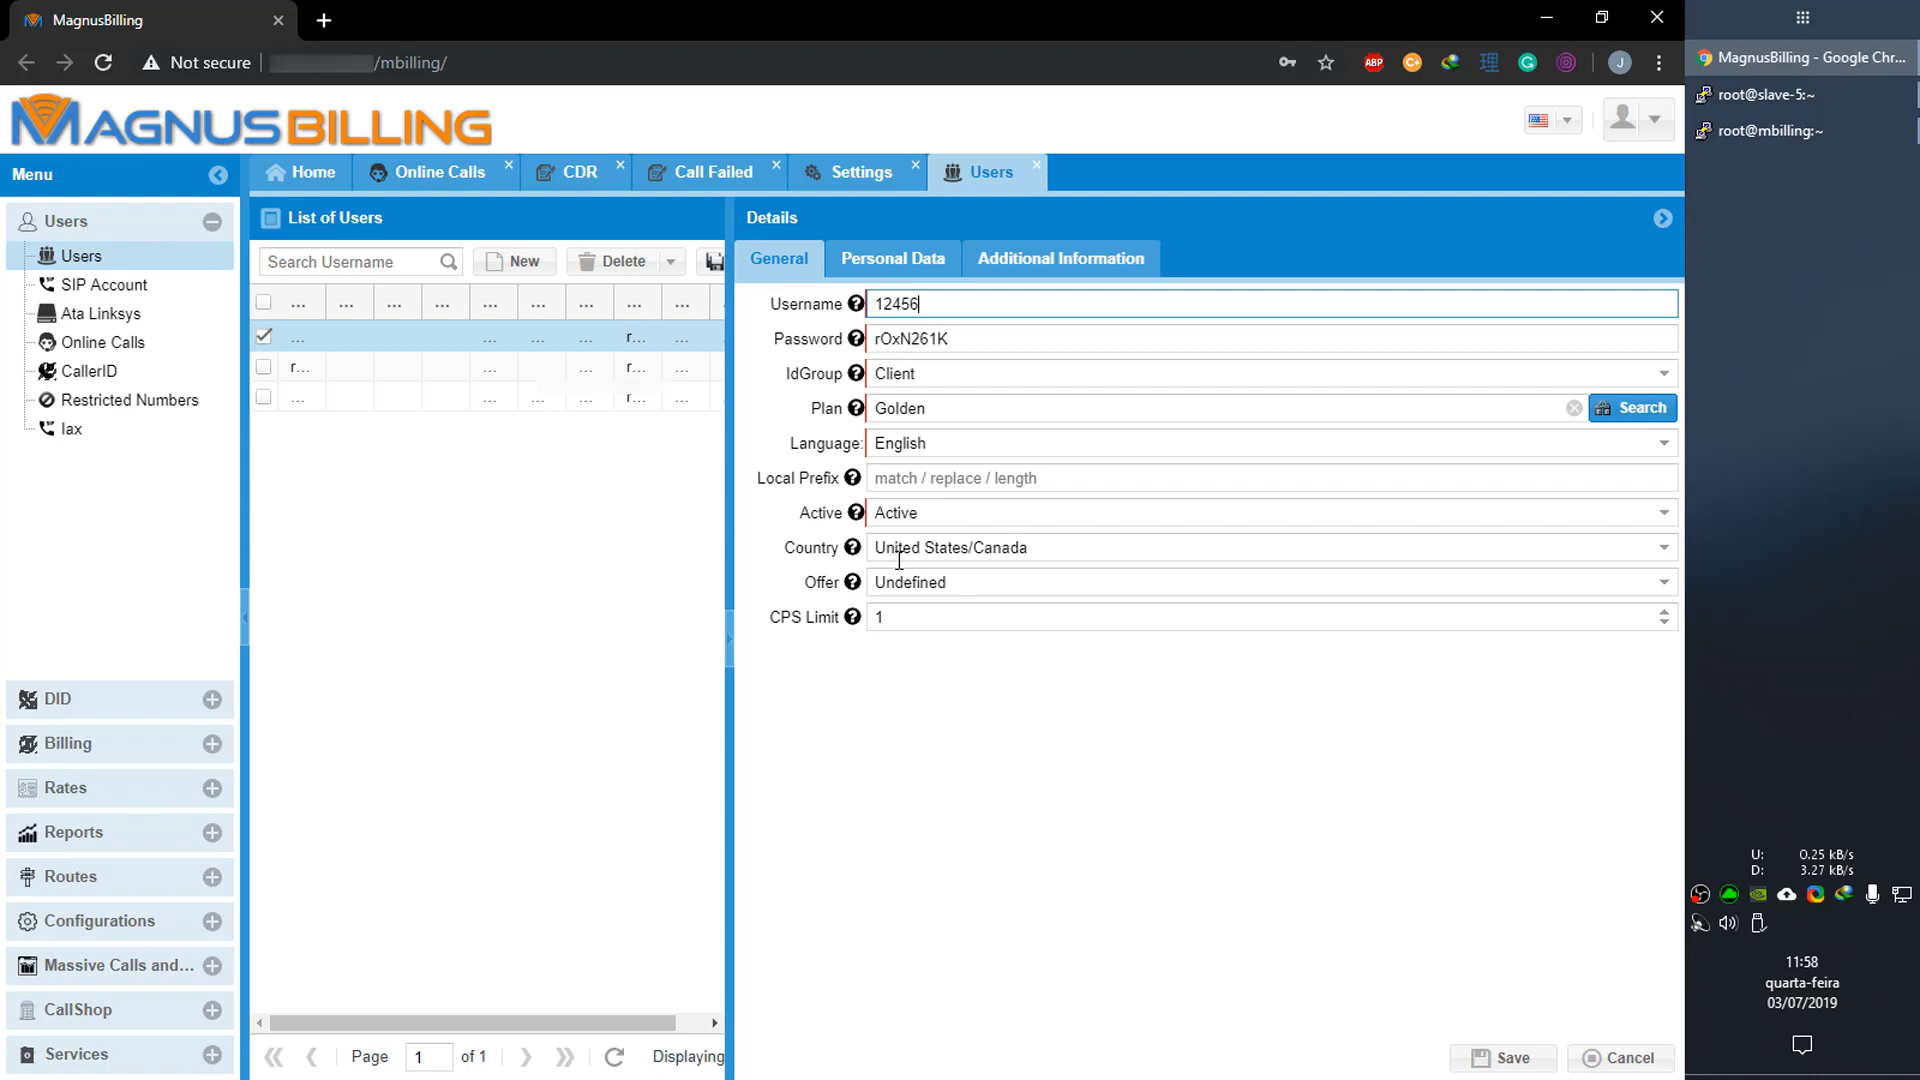 MagnusBilling
Not secure
/mbilling/
ABP
C+
理
G
J
MagnusBilling - Google Chr...
root@slave-5:~
root@mbilling:~
MAGNUSBILLING
Menu
Home
Online Calls
CDR
Call Failed
Settings
Users
Users
Users
SIP Account
Ata Linksys
Online Calls
CallerID
Restricted Numbers
Iax
DID
Billing
Rates
Reports
Routes
Configurations
Massive Calls and...
CallShop
Services
List of Users
Search Username
New
Delete
... ... ... ... ... ... ... ... ...
... ... ... ... r... ...
r... ... ... ... r... ...
... ... ... ... r... ...
Page 1 of 1
Displaying
Details
General
Personal Data
Additional Information
Username 12456
Password rOxN261K
IdGroup Client
Plan Golden Search
Language: English
Local Prefix match / replace / length
Active Active
Country United States/Canada
Offer Undefined
CPS Limit 1
Save
Cancel
U: 0.25 kB/s
D: 3.27 kB/s
11:58
quarta-feira
03/07/2019